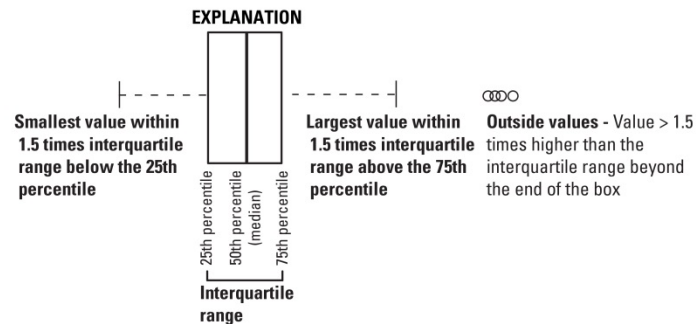 EXPLANATION
Smallest value within
1.5 times interquartile
range below the 25th
percentile
Largest value within
1.5 times interquartile
range above the 75th
percentile
Outside values - Value > 1.5
times higher than the
interquartile range beyond
the end of the box
25th percentile
50th percentile
(median)
75th percentile
Interquartile
range